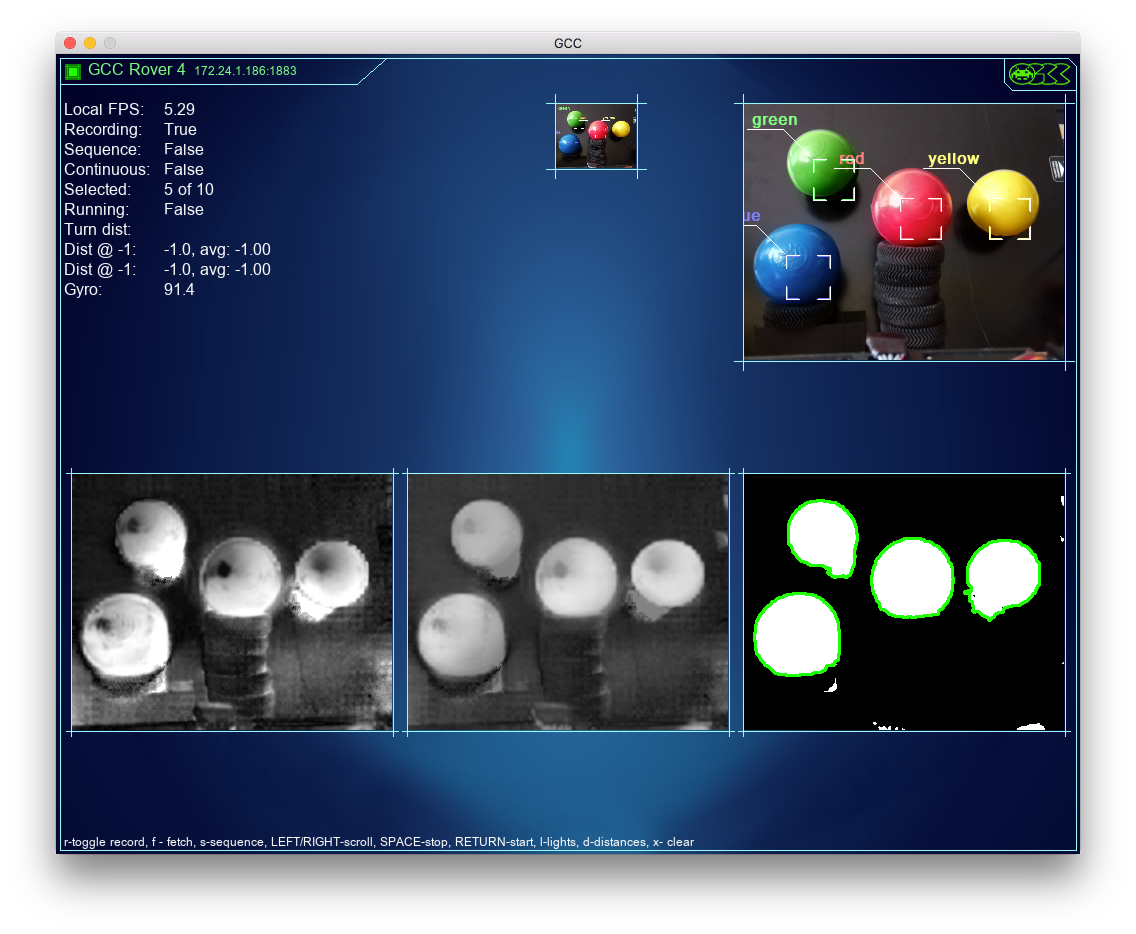 GCC
GCC Rover 4 172.24.1.186:1883
GCC
Local FPS: 5.29
Recording: True
Sequence: False
Continuous: False
Selected: 5 of 10
Running: False
Turn dist:
Dist @ -1: -1.0, avg: -1.00
Dist @ -1: -1.0, avg: -1.00
Gyro: 91.4
green
green
red
yellow
ue
r-toggle record, f - fetch, s-sequence, LEFT/RIGHT-scroll, SPACE-stop, RETURN-start, l-lights, d-distances, x- clear